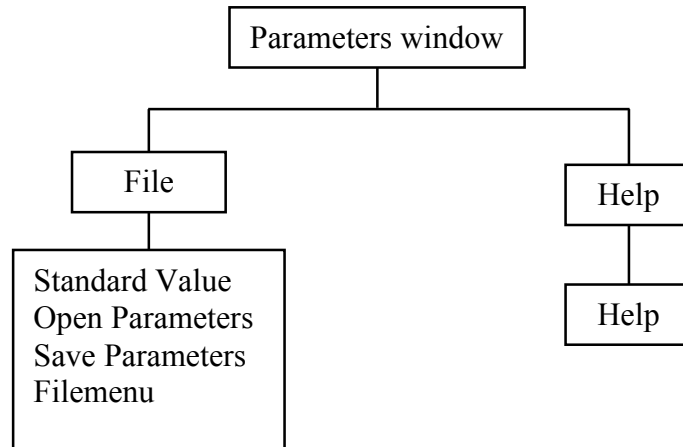 Parameters window
File
Help
Standard Value
Open Parameters
Save Parameters
Filemenu
Help